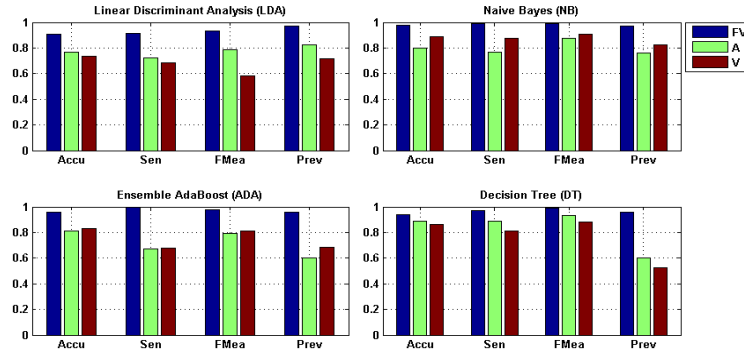 Linear Discriminant Analysis (LDA)
1
0.8
0.6
0.4
0.2
0
Accu Sen FMea Prev
Naive Bayes (NB)
1
0.8
0.6
0.4
0.2
0
Accu Sen FMea Prev
FV
A
V
Ensemble AdaBoost (ADA)
1
0.8
0.6
0.4
0.2
0
Accu Sen FMea Prev
Decision Tree (DT)
1
0.8
0.6
0.4
0.2
0
Accu Sen FMea Prev